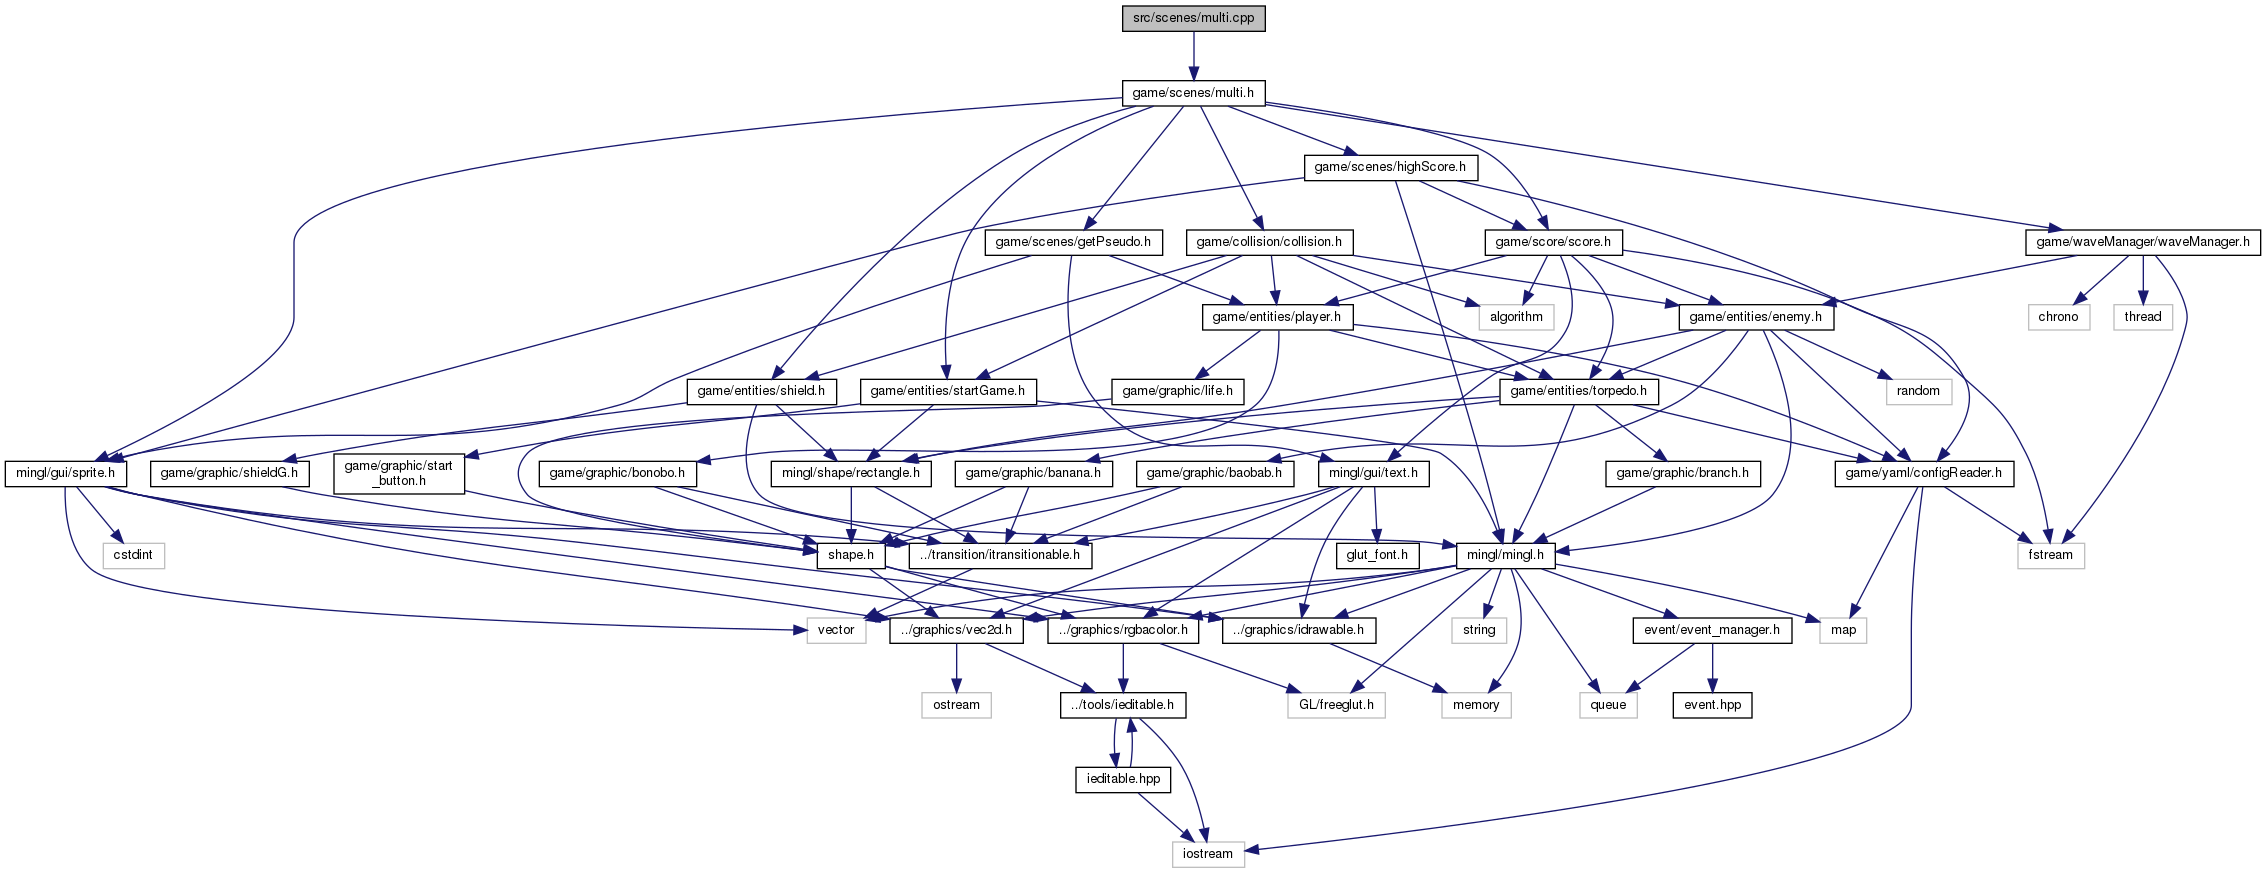 src/scenes/multi.cpp
game/scenes/multi.h
game/scenes/highScore.h
game/scenes/getPseudo.h
game/collision/collision.h
game/score/score.h
game/waveManager/waveManager.h
game/entities/player.h
algorithm
game/entities/enemy.h
chrono
thread
game/entities/shield.h
game/entities/startGame.h
game/graphic/life.h
game/entities/torpedo.h
random
mingl/gui/sprite.h
game/graphic/shieldG.h
game/graphic/start
_button.h
game/graphic/bonobo.h
mingl/shape/rectangle.h
game/graphic/banana.h
game/graphic/baobab.h
mingl/gui/text.h
game/graphic/branch.h
game/yaml/configReader.h
cstdint
shape.h
../transition/itransitionable.h
glut_font.h
mingl/mingl.h
fstream
vector
../graphics/vec2d.h
../graphics/rgbacolor.h
../graphics/idrawable.h
string
event/event_manager.h
map
ostream
../tools/ieditable.h
GL/freeglut.h
memory
queue
event.hpp
ieditable.hpp
iostream